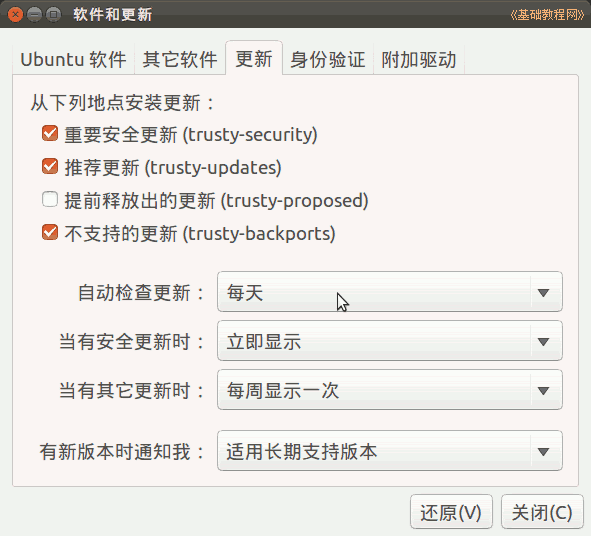 软件和更新
《基础教程网》
Ubuntu 软件 其它软件 更新 身份验证 附加驱动
从下列地点安装更新：
重要安全更新 (trusty-security)
推荐更新 (trusty-updates)
提前释放出的更新 (trusty-proposed)
不支持的更新 (trusty-backports)
自动检查更新： 每天
当有安全更新时： 立即显示
当有其它更新时： 每周显示一次
有新版本时通知我： 适用长期支持版本
还原(V) 关闭(C)